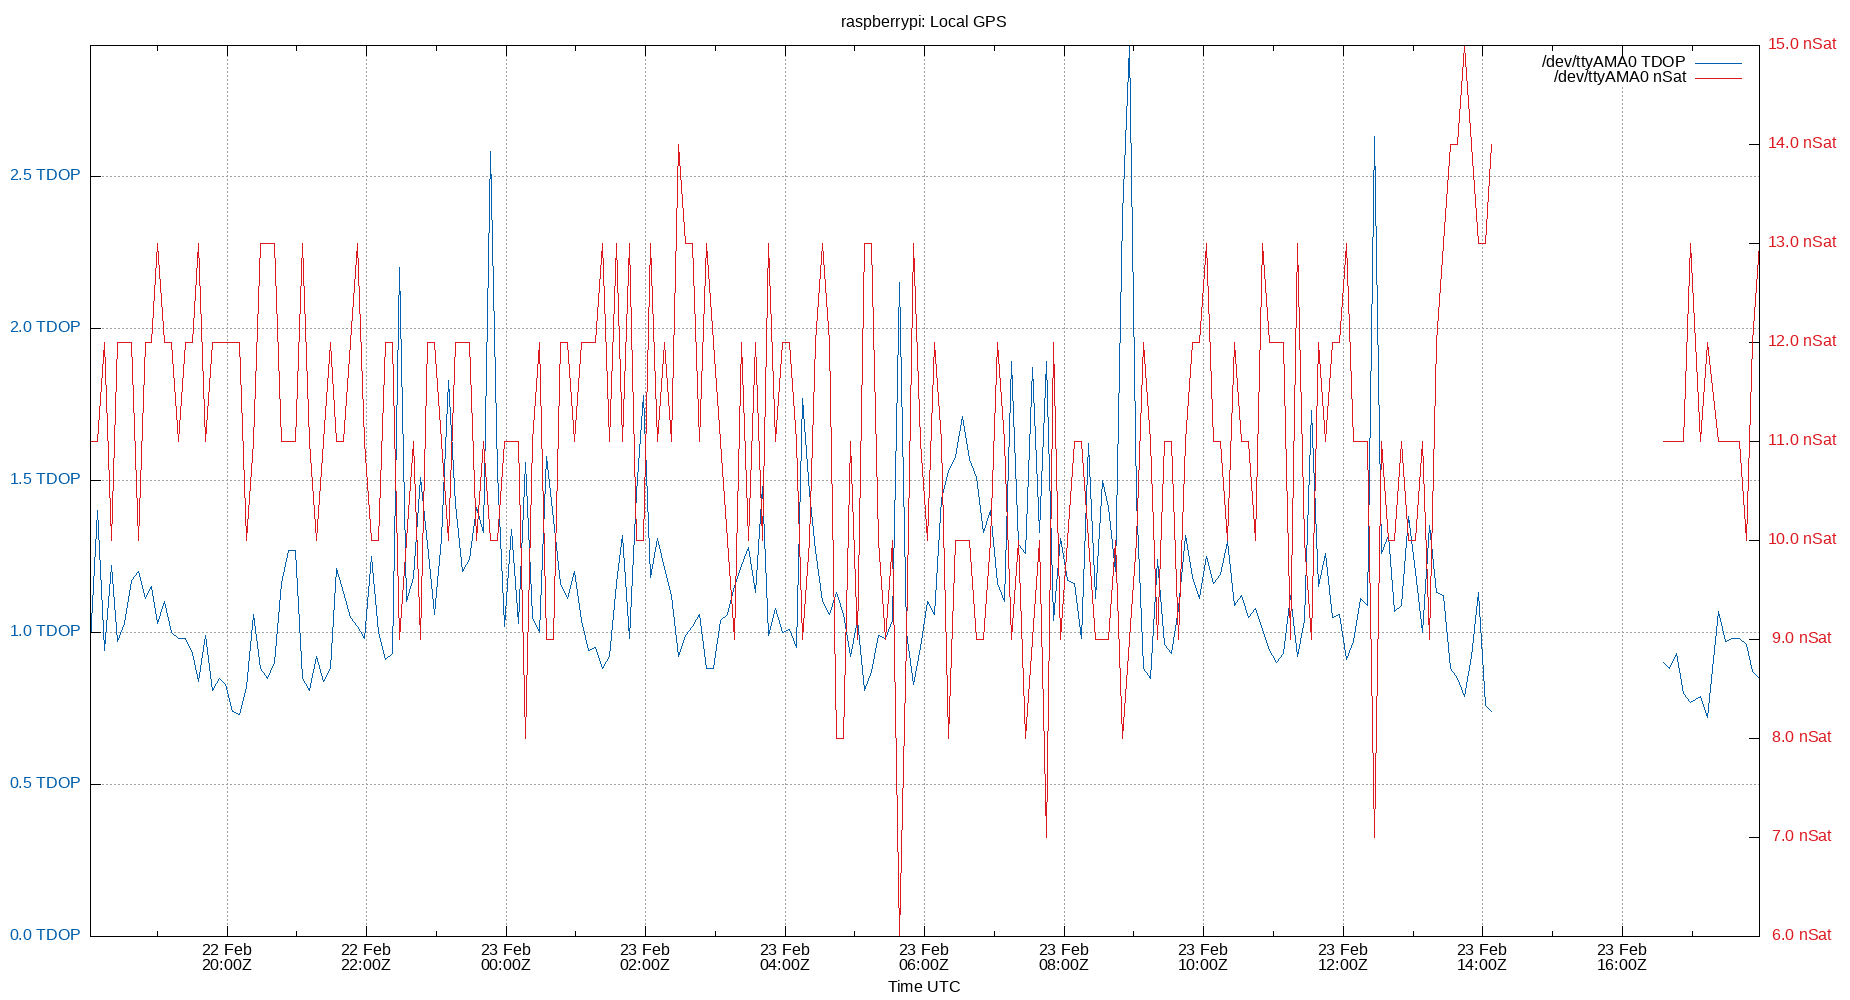 raspberrypi: Local GPS
/dev/ttyAMA0 TDOP
/dev/ttyAMA0 nSat
2.5 TDOP
2.0 TDOP
1.5 TDOP
1.0 TDOP
0.5 TDOP
0.0 TDOP
15.0 nSat
14.0 nSat
13.0 nSat
12.0 nSat
11.0 nSat
10.0 nSat
9.0 nSat
8.0 nSat
7.0 nSat
6.0 nSat
22 Feb
20:00Z
22 Feb
22:00Z
23 Feb
00:00Z
23 Feb
02:00Z
23 Feb
04:00Z
23 Feb
06:00Z
23 Feb
08:00Z
23 Feb
10:00Z
23 Feb
12:00Z
23 Feb
14:00Z
23 Feb
16:00Z
Time UTC